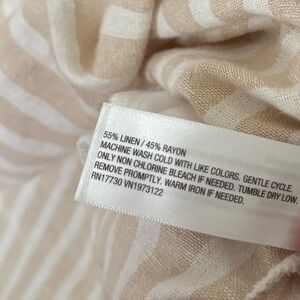 55% LINEN / 45% RAYON
MACHINE WASH COLD WITH LIKE COLORS. GENTLE CYCLE.
ONLY NON CHLORINE BLEACH IF NEEDED. TUMBLE DRY LOW.
REMOVE PROMPTLY. WARM IRON IF NEEDED.
RN17730 VN1973122